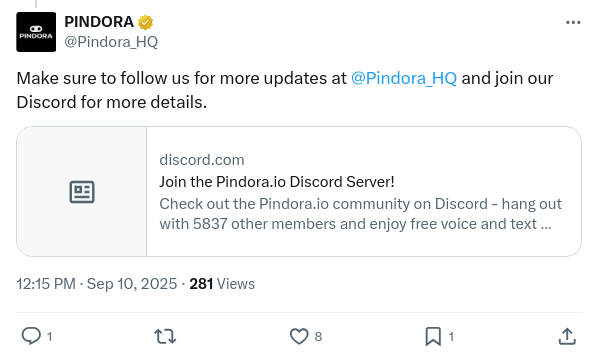 PINDORA
PINDORA
@Pindora_HQ
Make sure to follow us for more updates at @Pindora_HQ and join our
Discord for more details.
discord.com
Join the Pindora.io Discord Server!
Check out the Pindora.io community on Discord - hang out
with 5837 other members and enjoy free voice and text ...
12:15 PM · Sep 10, 2025 · 281 Views
1 8 1